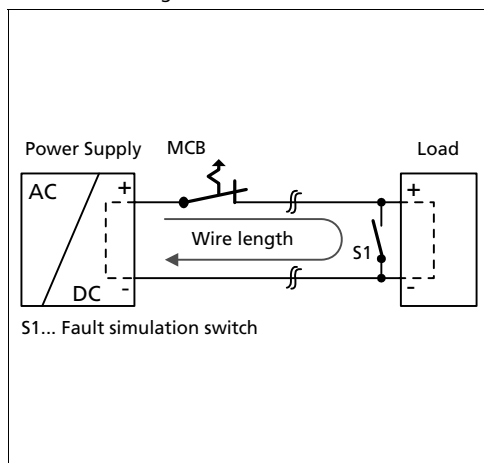 Power Supply MCB Load
AC + +
Wire length
S1
DC - -
S1... Fault simulation switch